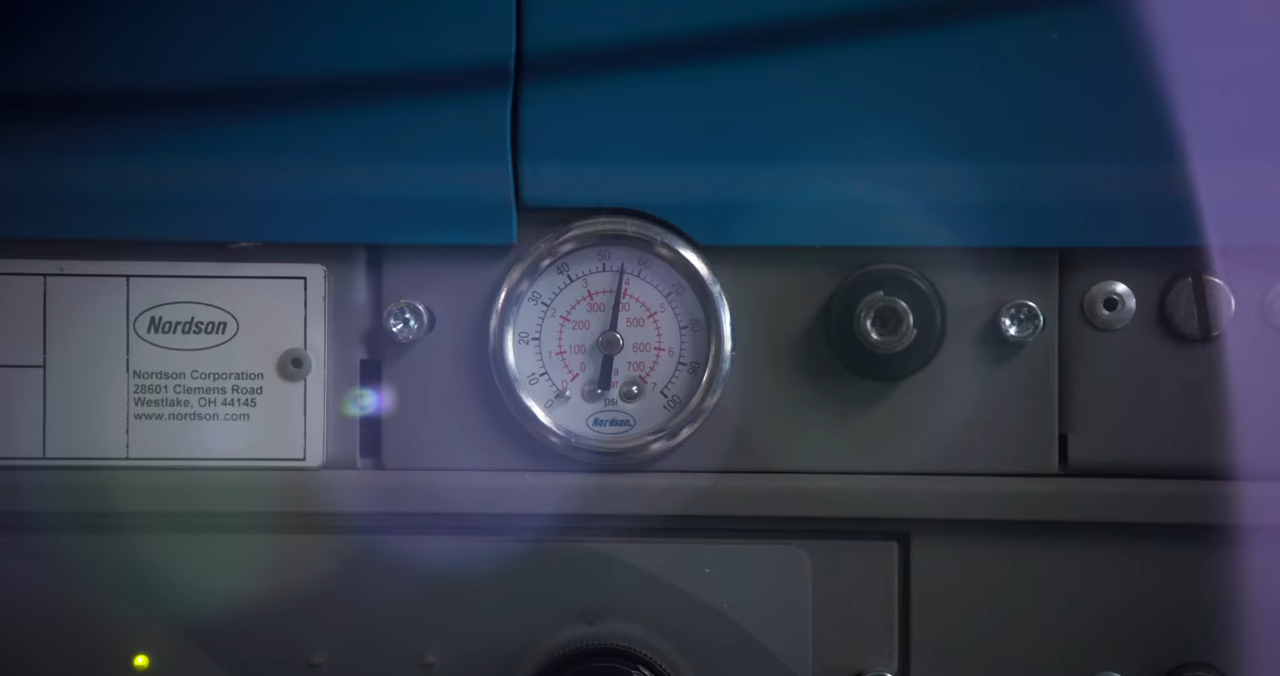 Nordson
Nordson Corporation
28601 Clemens Road
Westlake, OH 44145
www.nordson.com
0 10 20 30 40 50 60 70 80 90 100
0 1 2 3 4 5 6 7
0 100 200 300 500 600 700
psi
Nordson